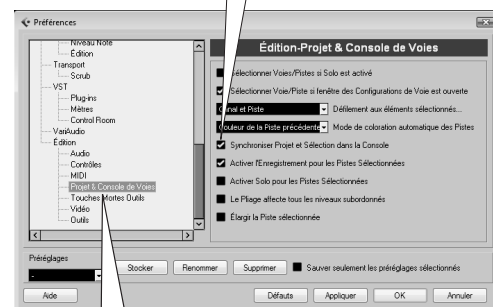 Préférences
Niveau Note
Édition
Transport
Scrub
VST
Plug-ins
Mètres
Control Room
VariAudio
Édition
Audio
Contrôles
MIDI
Projet & Console de Voies
Touches Mortes Outils
Vidéo
Outils
Édition-Projet & Console de Voies
Sélectionner Voies/Pistes si Solo est activé
Sélectionner Voie/Piste si fenêtre des Configurations de Voie est ouverte
Canal et Piste Défilement aux éléments sélectionnés...
Couleur de la Piste précédente Mode de coloration automatique des Pistes
Synchroniser Projet et Sélection dans la Console
Activer l'Enregistrement pour les Pistes Sélectionnées
Activer Solo pour les Pistes Sélectionnées
Le Pliage affecte tous les niveaux subordonnés
Élargir la Piste sélectionnée
Préréglages
- Stocker Renommer Supprimer Sauver seulement les préréglages sélectionnés
Aide Défauts Appliquer OK Annuler